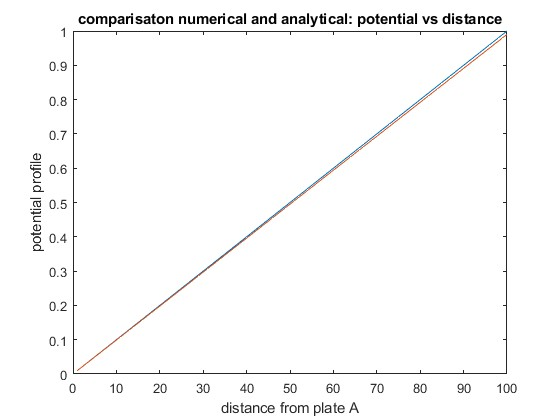 comparisaton numerical and analytical: potential vs distance
1
0.9
0.8
0.7
0.6
0.5
0.4
0.3
0.2
0.1
0
potential profile
0 10 20 30 40 50 60 70 80 90 100
distance from plate A